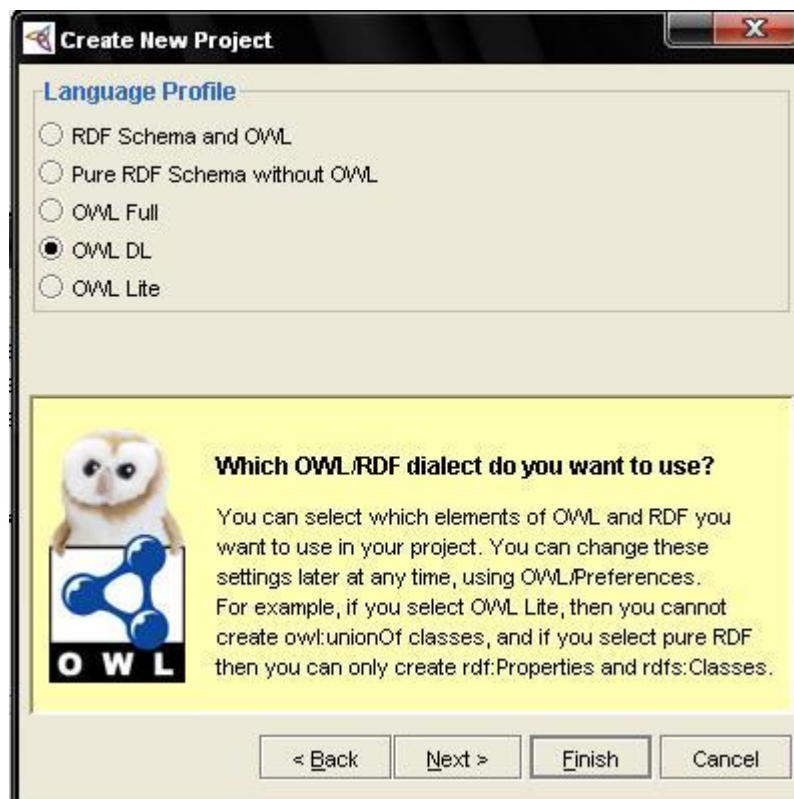 Create New Project
Language Profile
RDF Schema and OWL
Pure RDF Schema without OWL
OWL Full
OWL DL
OWL Lite
Which OWL/RDF dialect do you want to use?
You can select which elements of OWL and RDF you
want to use in your project. You can change these
settings later at any time, using OWL/Preferences.
For example, if you select OWL Lite, then you cannot
create owl:unionOf classes, and if you select pure RDF
then you can only create rdf:Properties and rdfs:Classes.
OWL
< Back
Next >
Finish
Cancel